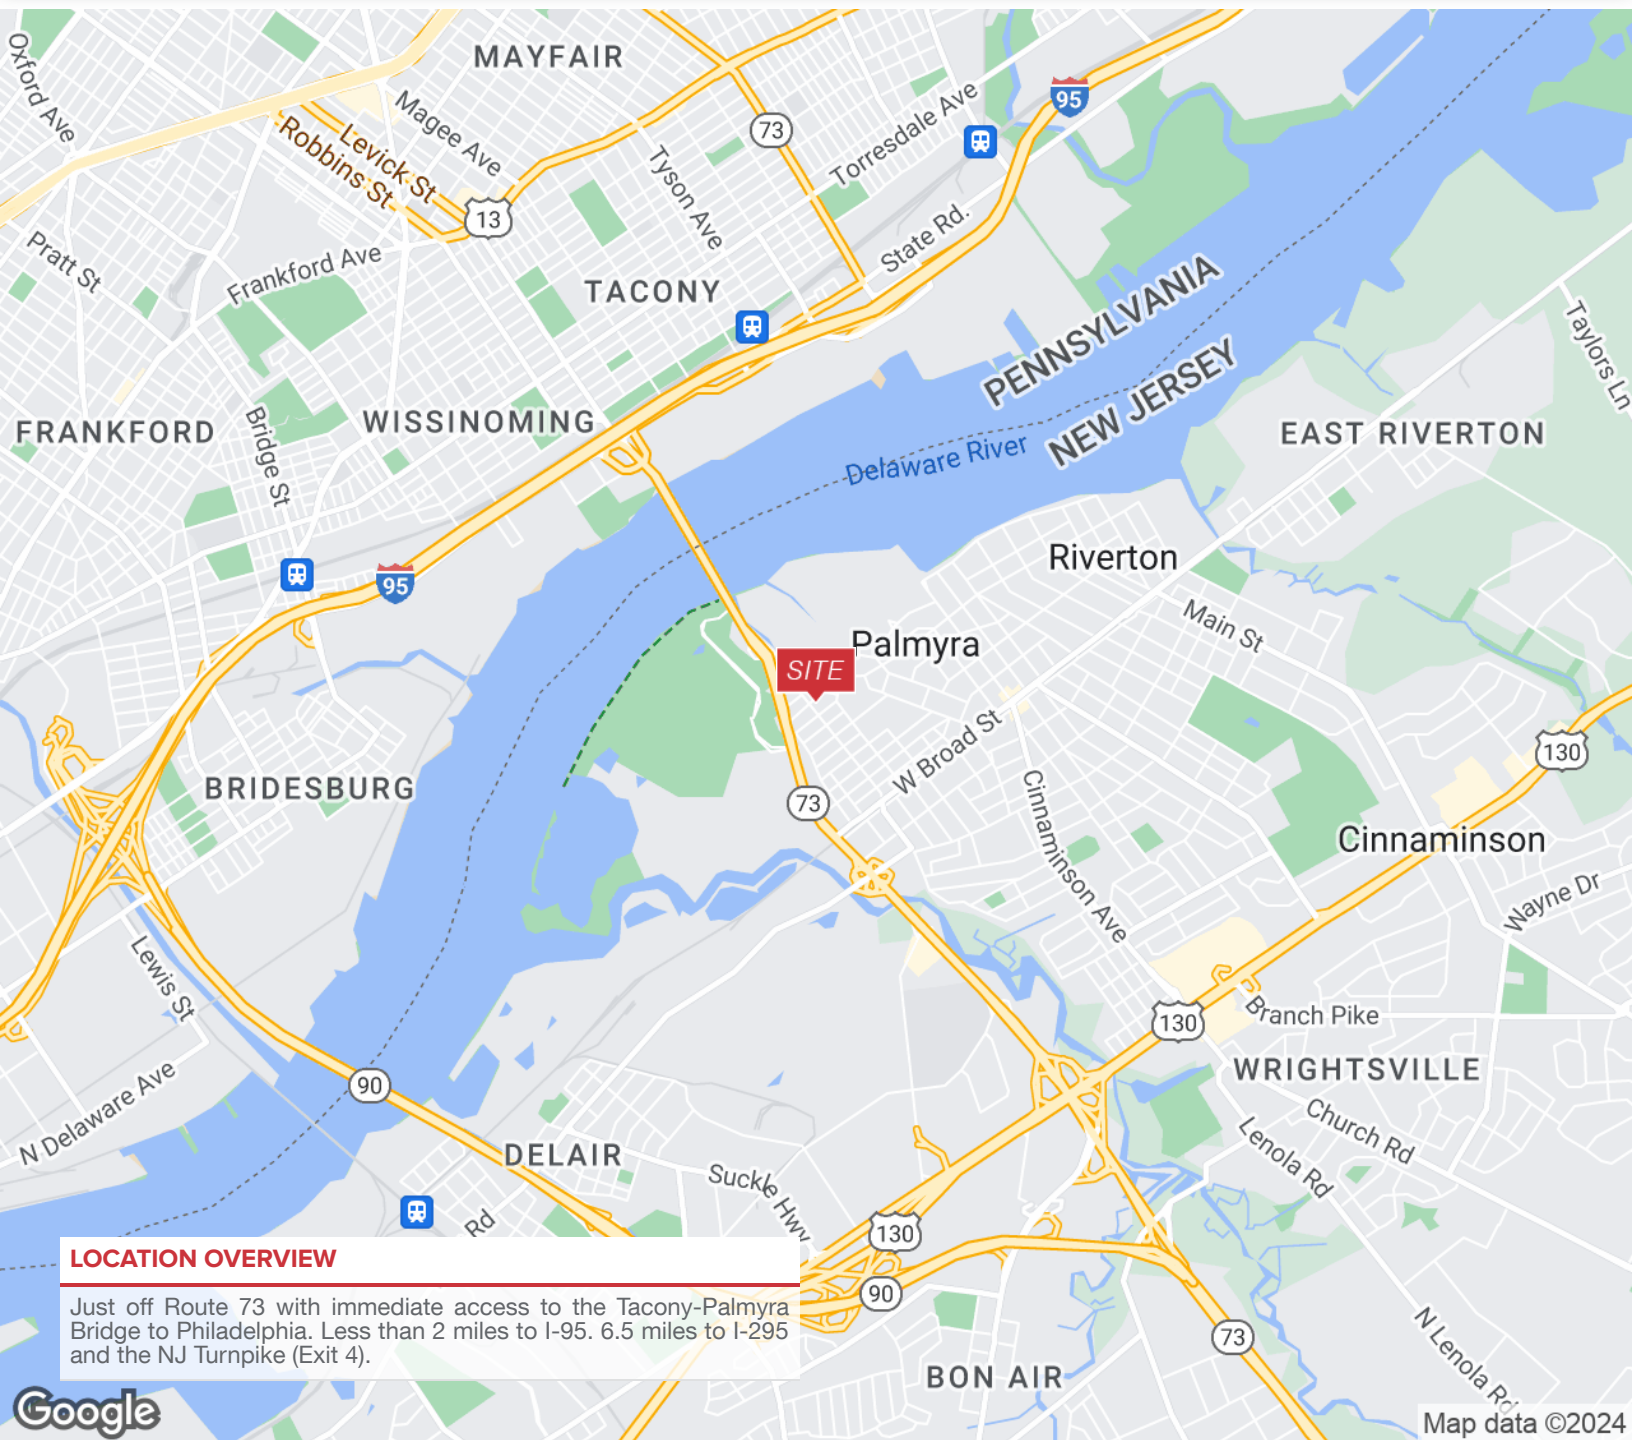 MAYFAIR
Oxford Ave
Magee Ave
Levick St
Robbins St
13
73
Torresdale Ave
95
Tyson Ave
State Rd.
Pratt St
Frankford Ave
TACONY
PENNSYLVANIA
NEW JERSEY
Taylors Ln
FRANKFORD
Bridge St
WISSINOMING
Delaware River
EAST RIVERTON
95
Riverton
Main St
Palmyra
SITE
W Broad St
130
BRIDESBURG
73
Cinnaminson Ave
Cinnaminson
Wayne Dr
Lewis St
130
Branch Pike
WRIGHTSVILLE
90
N Delaware Ave
Church Rd
Lenola Rd
DELAIR
Suckle Hwy
Rd
130
90
73
N Lenola Rd
BON AIR
LOCATION OVERVIEW
Just off Route 73 with immediate access to the Tacony-Palmyra
Bridge to Philadelphia. Less than 2 miles to I-95. 6.5 miles to I-295
and the NJ Turnpike (Exit 4).
Google
Map data ©2024